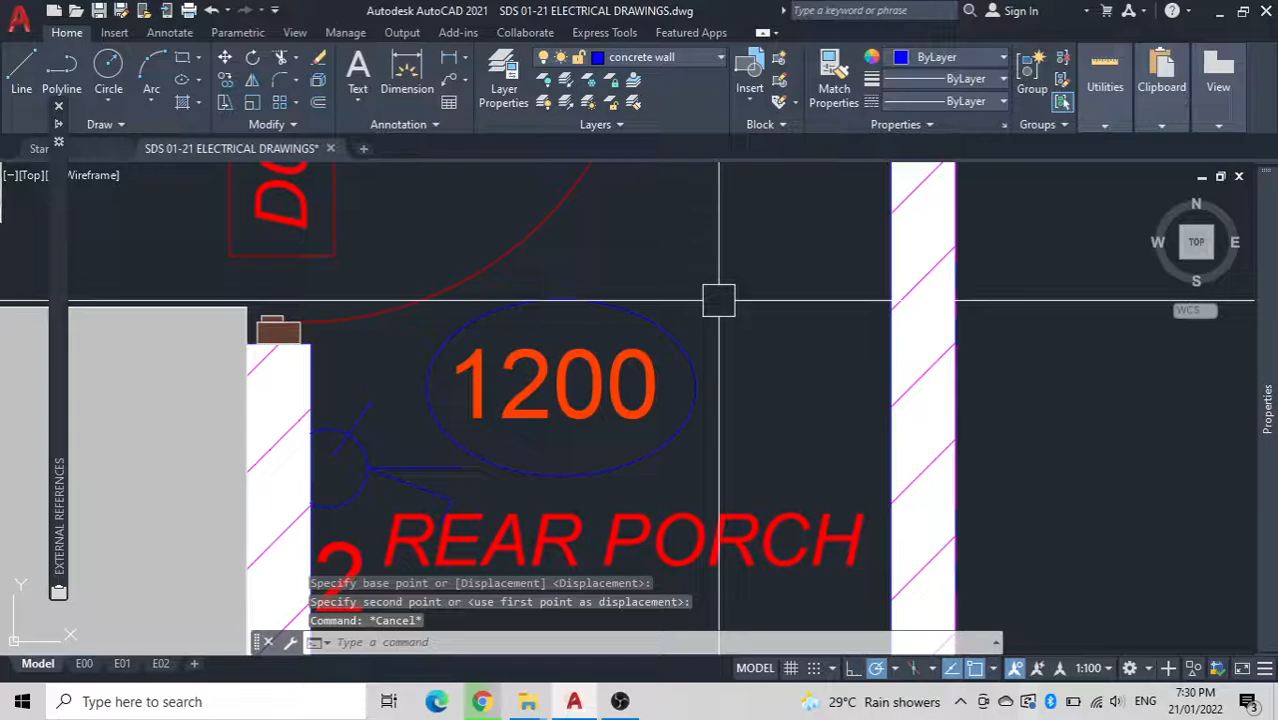 Autodesk AutoCAD 2021 SDS 01-21 ELECTRICAL DRAWINGS.dwg
Type a keyword or phrase
Sign In
Home Insert Annotate Parametric View Manage Output Add-ins Collaborate Express Tools Featured Apps
concrete wall
ByLayer
ByLayer
ByLayer
Line Polyline Circle Arc Text Dimension Layer Properties Insert Match Properties Group Utilities Clipboard View
Draw Modify Annotation Layers Block Properties Groups
Star SDS 01-21 ELECTRICAL DRAWINGS*
[−][Top][ Wireframe]
N
W TOP E
S
WCS
1200
REAR PORCH
2
EXTERNAL REFERENCES
Properties
Specify base point or [Displacement] <Displacement>:
Specify second point or <use first point as displacement>:
Command: *Cancel*
Type a command
Y
X
Model E00 E01 E02
MODEL 1:100
Type here to search
29°C Rain showers
ENG
7:30 PM
21/01/2022
3